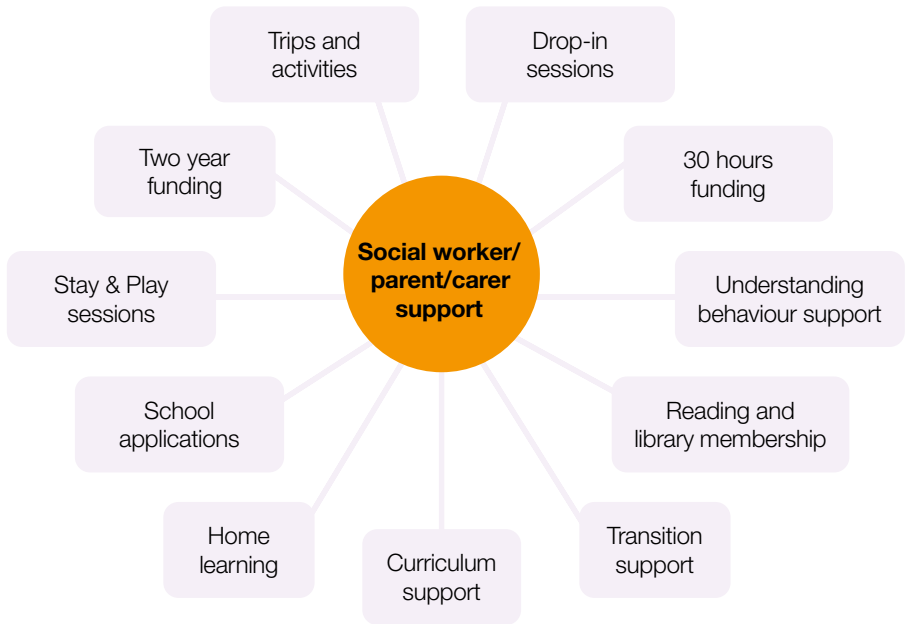 Trips and
activities
Drop-in
sessions
Two year
funding
30 hours
funding
Social worker/
parent/carer
support
Stay & Play
sessions
Understanding
behaviour support
School
applications
Reading and
library membership
Home
learning
Curriculum
support
Transition
support